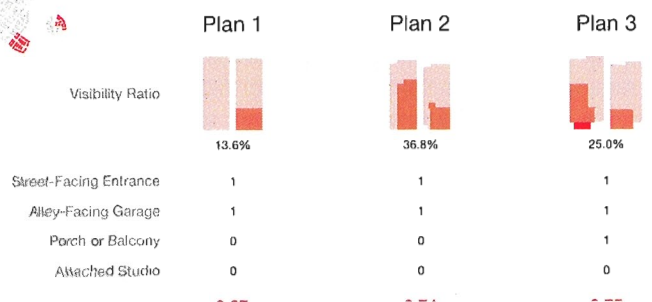 Plan 1 Plan 2 Plan 3
Visibility Ratio
13.6% 36.8% 25.0%
Street-Facing Entrance 1 1 1
Alley-Facing Garage 1 1 1
Porch or Balcony 0 0 1
Attached Studio 0 0 0